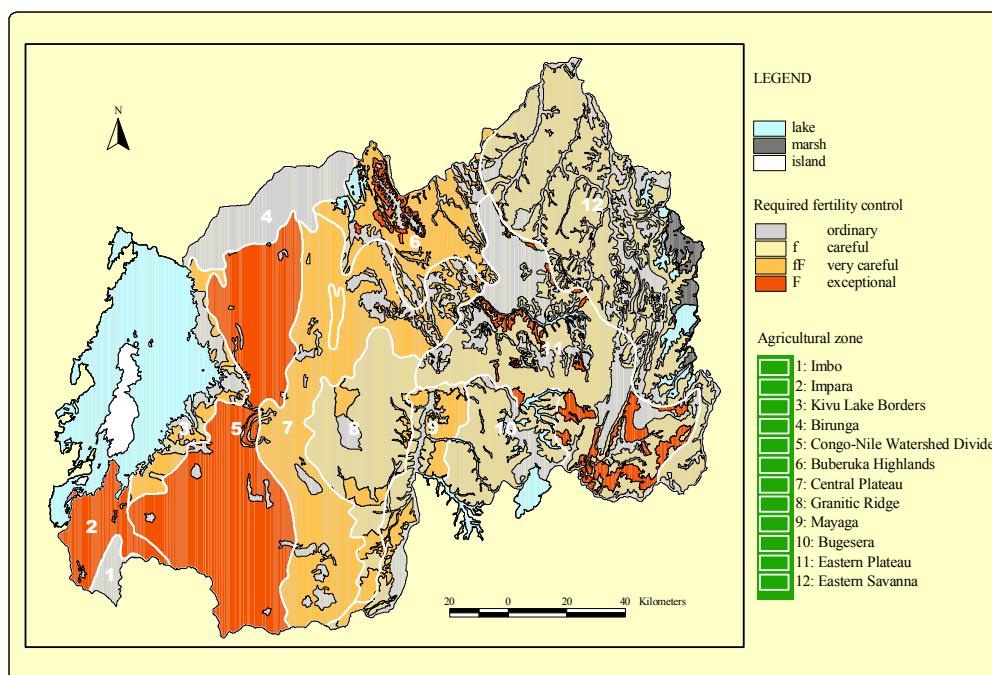 LEGEND
lake
marsh
island
Required fertility control
ordinary
f careful
fF very careful
F exceptional
Agricultural zone
1: Imbo
2: Impara
3: Kivu Lake Borders
4: Birunga
5: Congo-Nile Watershed Divide
6: Buberuka Highlands
7: Central Plateau
8: Granitic Ridge
9: Mayaga
10: Bugesera
11: Eastern Plateau
12: Eastern Savanna
N
12
4
6
11
3
5
7
8
9
10
2
1
20 0 20 40 Kilometers